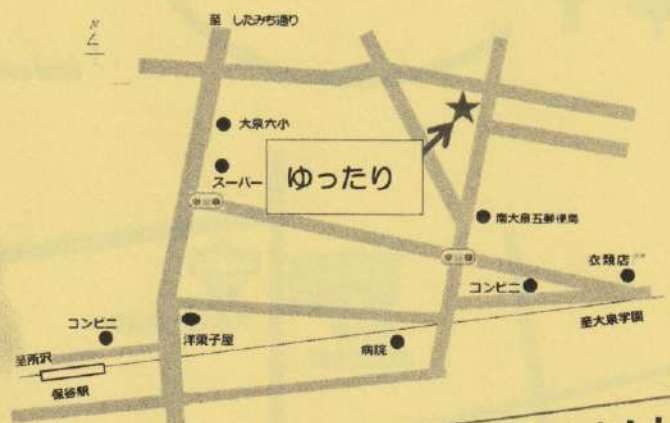 至 したみち通り
大泉六小
スーパー
ゆったり
南大泉五郵便局
衣類店
コンビニ
至大泉学園
コンビニ
洋菓子屋
病院
至所沢
保谷駅